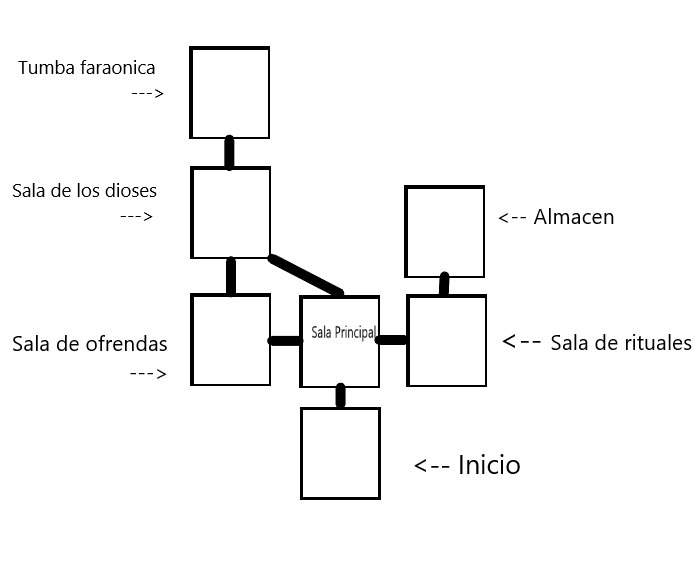 Tumba faraonica
--->
Sala de los dioses
--->
<-- Almacen
Sala Principal
Sala de ofrendas
--->
<-- Sala de rituales
<-- Inicio